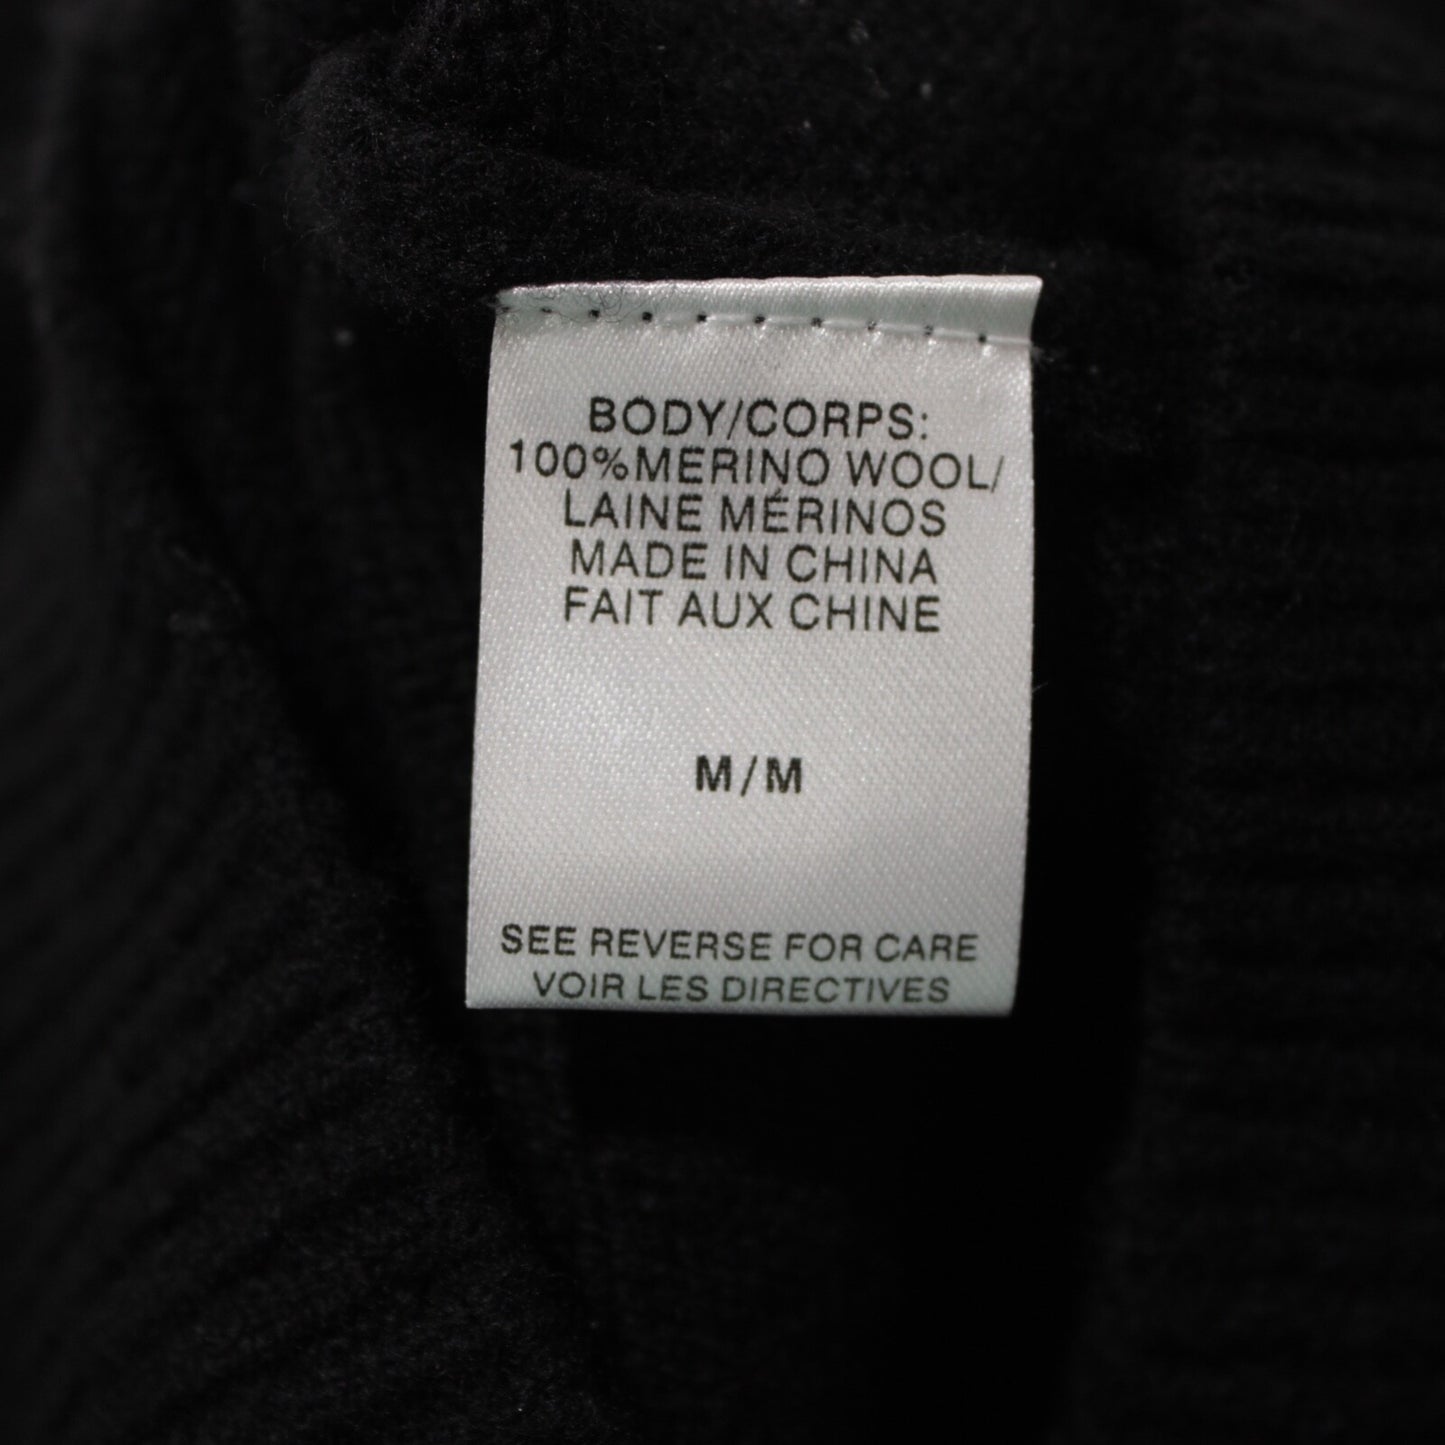 BODY/CORPS:
100%MERINO WOOL/
LAINE MÉRINOS
MADE IN CHINA
FAIT AUX CHINE
M/M
SEE REVERSE FOR CARE
VOIR LES DIRECTIVES